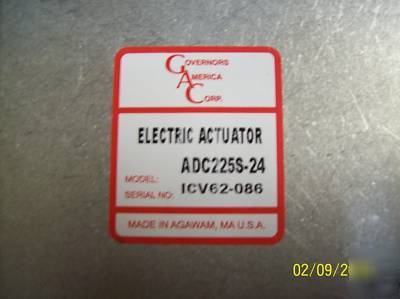 GOVERNORS
AMERICA
CORP.
ELECTRIC ACTUATOR
MODEL: ADC225S-24
SERIAL NO: ICV62-086
MADE IN AGAWAM, MA U.S.A.
02/09/2